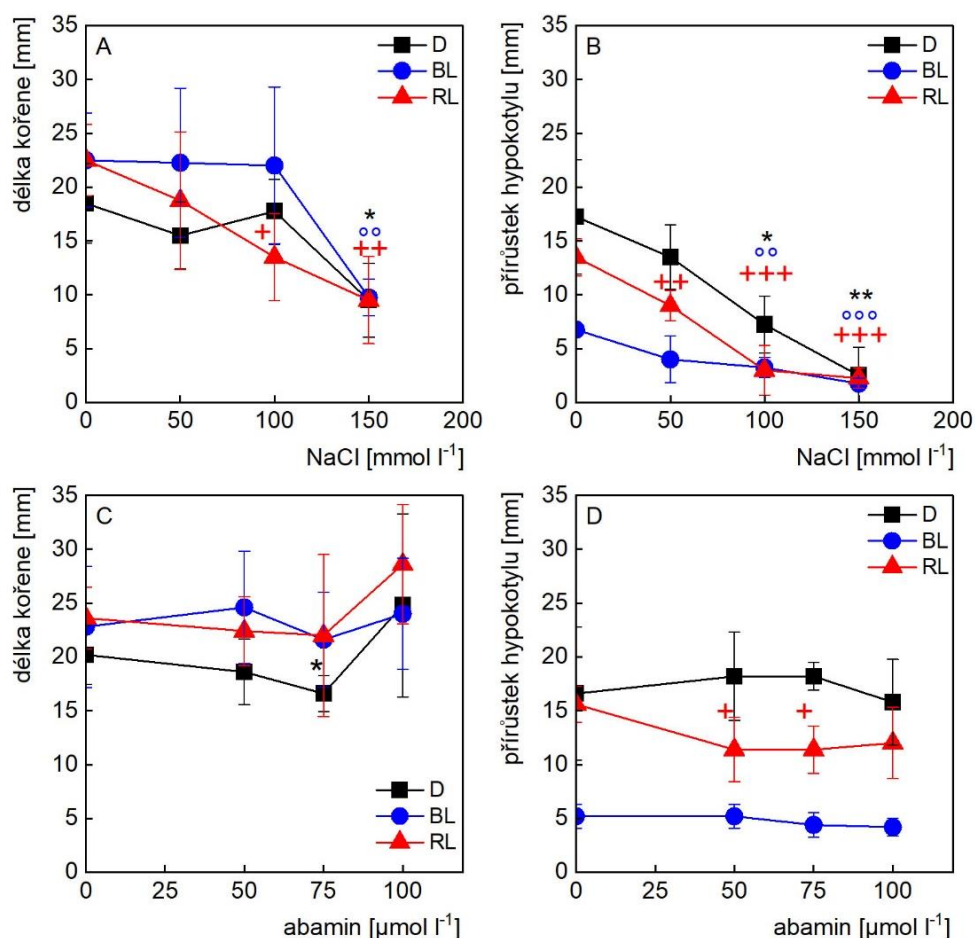 délka kořene [mm]
35
30
25
20
15
10
5
0
A
D
BL
RL
+
*
°°
++
0 50 100 150 200
NaCl [mmol l⁻¹]
přírůstek hypokotylu [mm]
35
30
25
20
15
10
5
0
B
D
BL
RL
++
*
°°
+++
**
°°°
+++
0 50 100 150 200
NaCl [mmol l⁻¹]
délka kořene [mm]
35
30
25
20
15
10
5
0
C
*
D
BL
RL
0 25 50 75 100
abamin [µmol l⁻¹]
přírůstek hypokotylu [mm]
35
30
25
20
15
10
5
0
D
D
BL
RL
+ +
0 25 50 75 100
abamin [µmol l⁻¹]